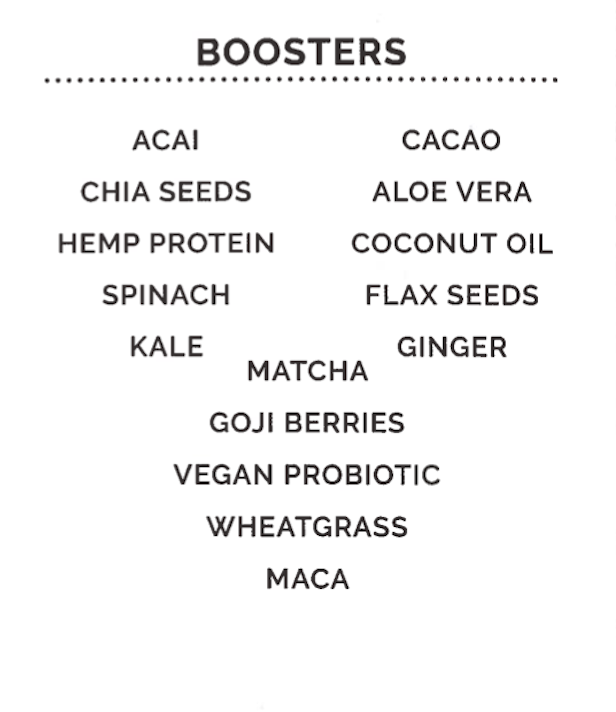 BOOSTERS
ACAI
CHIA SEEDS
HEMP PROTEIN
SPINACH
KALE
CACAO
ALOE VERA
COCONUT OIL
FLAX SEEDS
GINGER
MATCHA
GOJI BERRIES
VEGAN PROBIOTIC
WHEATGRASS
MACA